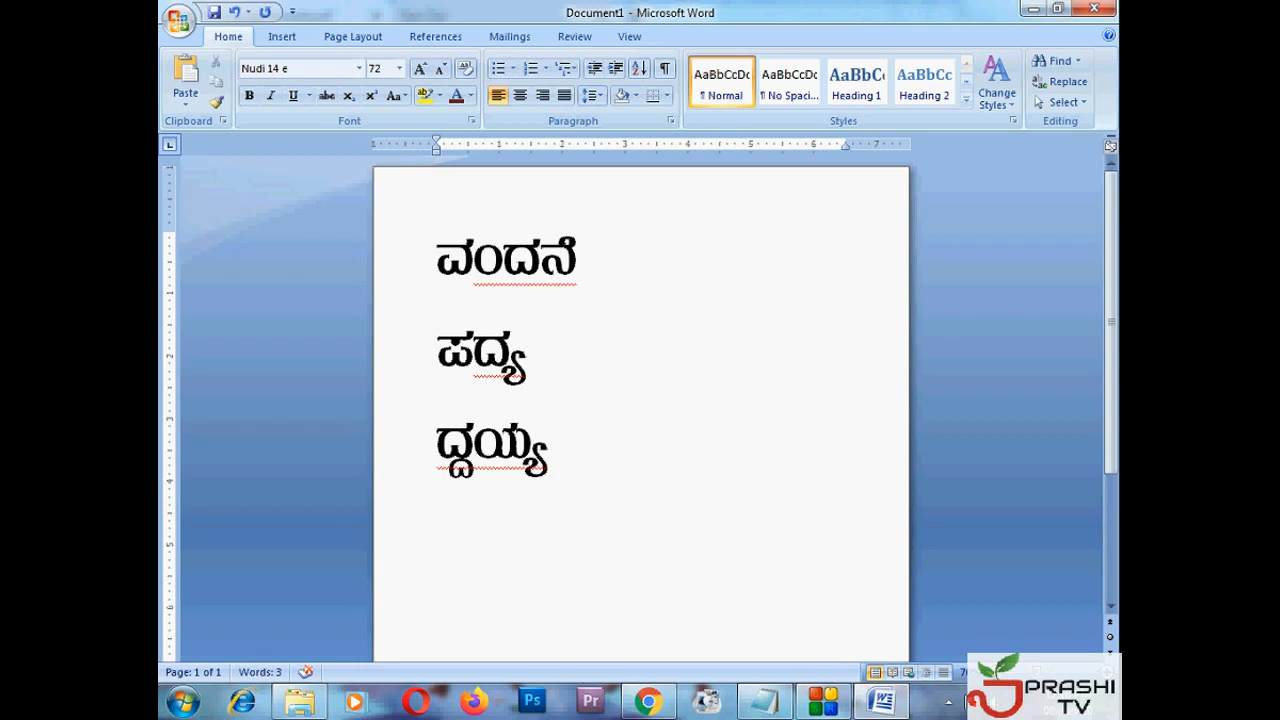 Document1 - Microsoft Word
Home Insert Page Layout References Mailings Review View
Paste
Clipboard
Nudi 14 e 72
Font
Paragraph
AaBbCcDc AaBbCcDc AaBbC AaBbCc
¶ Normal ¶ No Spaci... Heading 1 Heading 2
Change Styles
Styles
Find
Replace
Select
Editing
ವಂದನೆ
ಪದ್ಯ
ದ್ದಯ್ಯ
Page: 1 of 1 Words: 3
PRASHI
TV